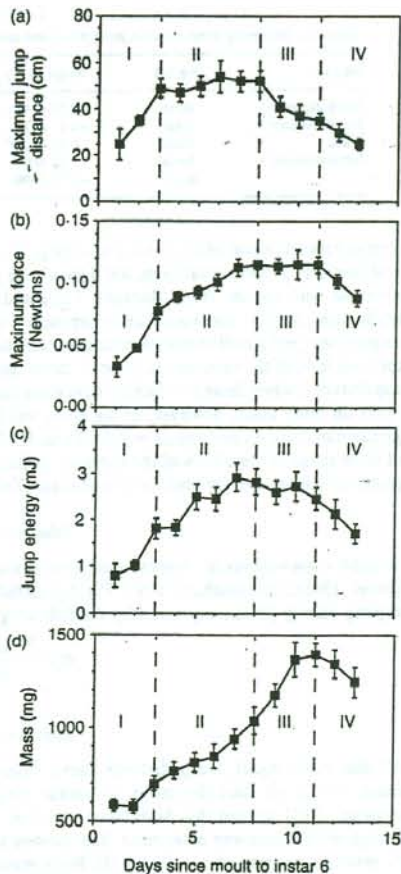 (a)
Maximum jump
distance (cm)
80
60
40
20
0
I
II
III
IV
(b)
Maximum force
(Newtons)
0·15
0·10
0·05
0·00
I
II
III
IV
(c)
Jump energy (mJ)
4
3
2
1
0
I
II
III
IV
(d)
Mass (mg)
1500
1000
500
I
II
III
IV
0
5
10
15
Days since moult to instar 6